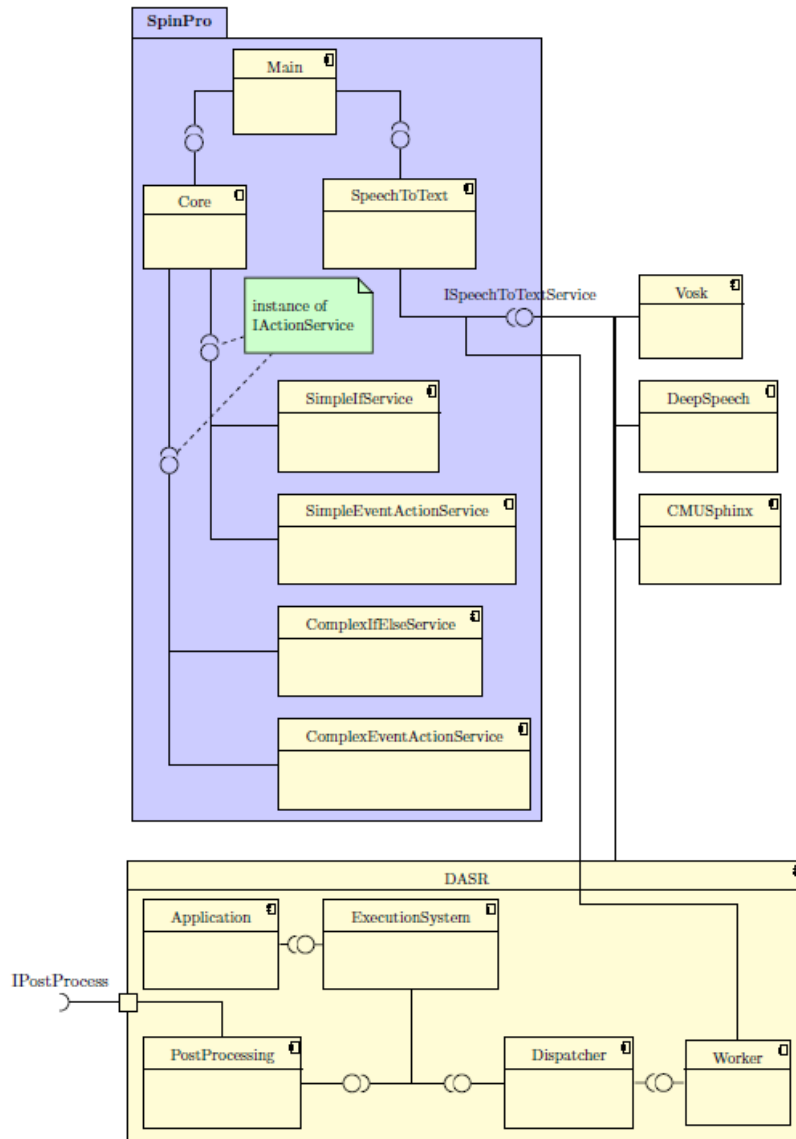 SpinPro
Main
Core
SpeechToText
instance of
IActionService
ISpeechToTextService
Vosk
SimpleIfService
DeepSpeech
SimpleEventActionService
CMUSphinx
ComplexIfElseService
ComplexEventActionService
DASR
Application
ExecutionSystem
IPostProcess
PostProcessing
Dispatcher
Worker